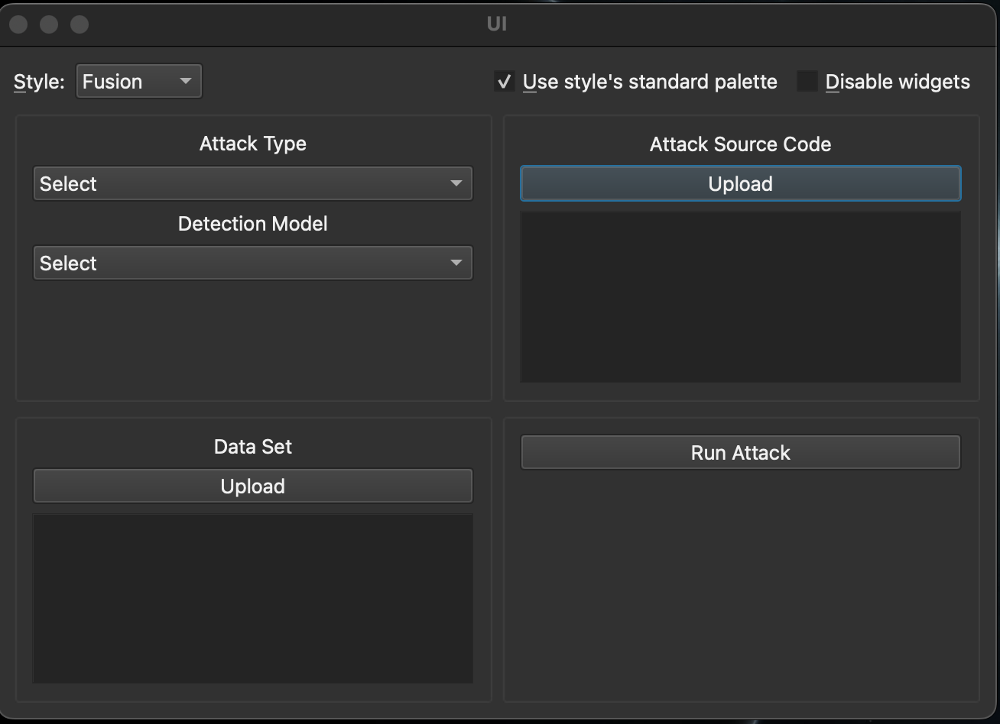 UI
Style: Fusion
Use style's standard palette
Disable widgets
Attack Type
Select
Detection Model
Select
Attack Source Code
Upload
Data Set
Upload
Run Attack